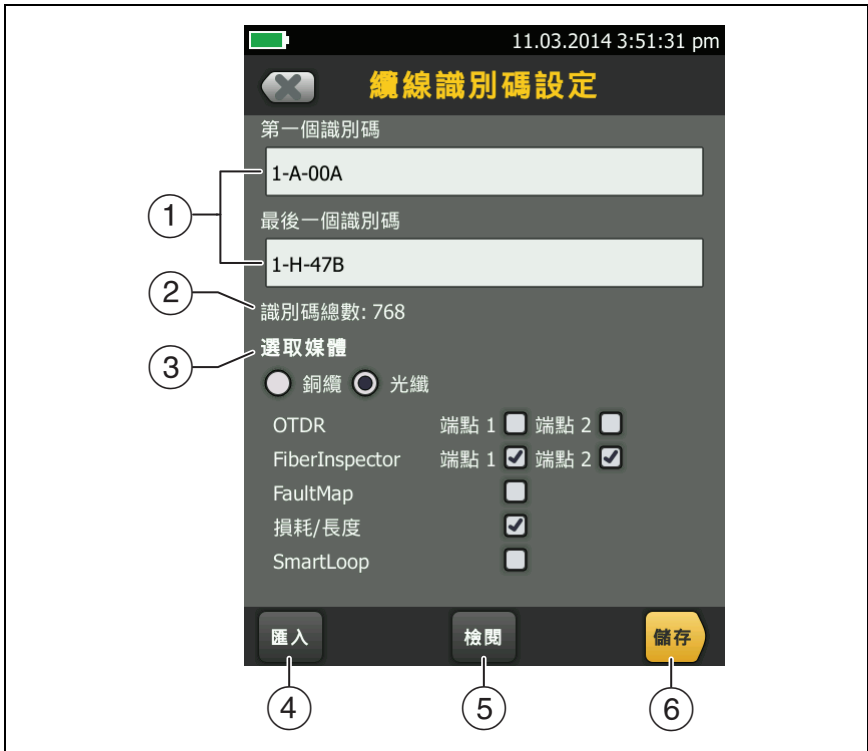 11.03.2014 3:51:31 pm
纜線識別碼設定
第一個識別碼
1-A-00A
1
最後一個識別碼
1-H-47B
2
識別碼總數: 768
3
選取媒體
銅纜 光纖
OTDR 端點 1 端點 2
FiberInspector 端點 1 端點 2
FaultMap
損耗/長度
SmartLoop
匯入 檢閱 儲存
4 5 6